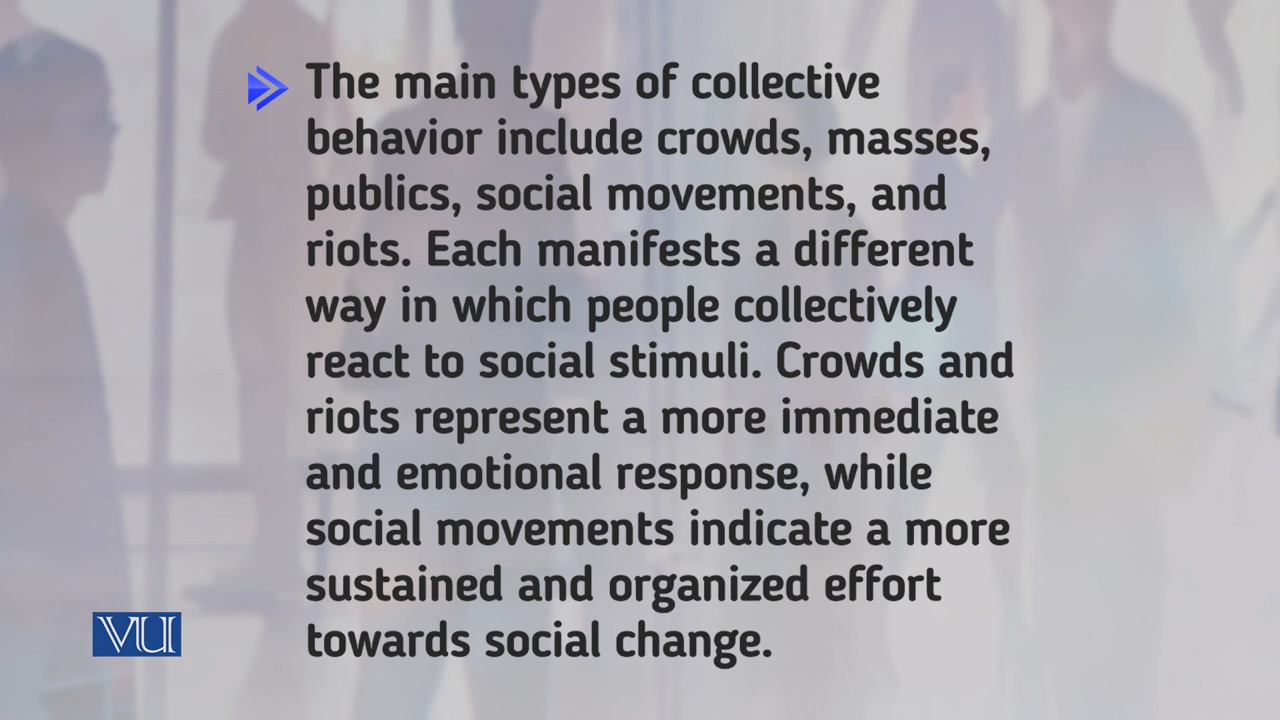 The main types of collective
behavior include crowds, masses,
publics, social movements, and
riots. Each manifests a different
way in which people collectively
react to social stimuli. Crowds and
riots represent a more immediate
and emotional response, while
social movements indicate a more
sustained and organized effort
towards social change.
VU